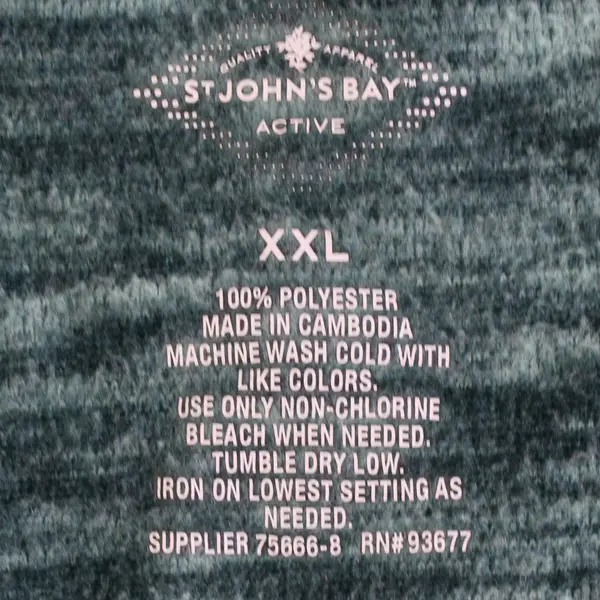 QUALITY APPAREL
ST JOHN'S BAY™
ACTIVE
XXL
100% POLYESTER
MADE IN CAMBODIA
MACHINE WASH COLD WITH
LIKE COLORS.
USE ONLY NON-CHLORINE
BLEACH WHEN NEEDED.
TUMBLE DRY LOW.
IRON ON LOWEST SETTING AS
NEEDED.
SUPPLIER 75666-8 RN# 93677